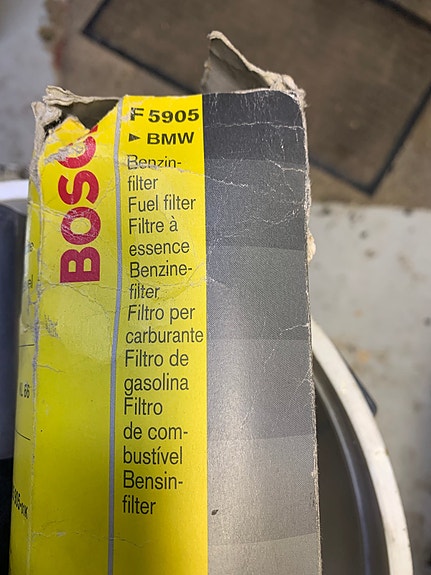 BOSC
F 5905
► BMW
Benzin-
filter
Fuel filter
Filtre à
essence
Benzine-
filter
Filtro per
carburante
Filtro de
gasolina
Filtro
de com-
bustível
Bensin-
filter